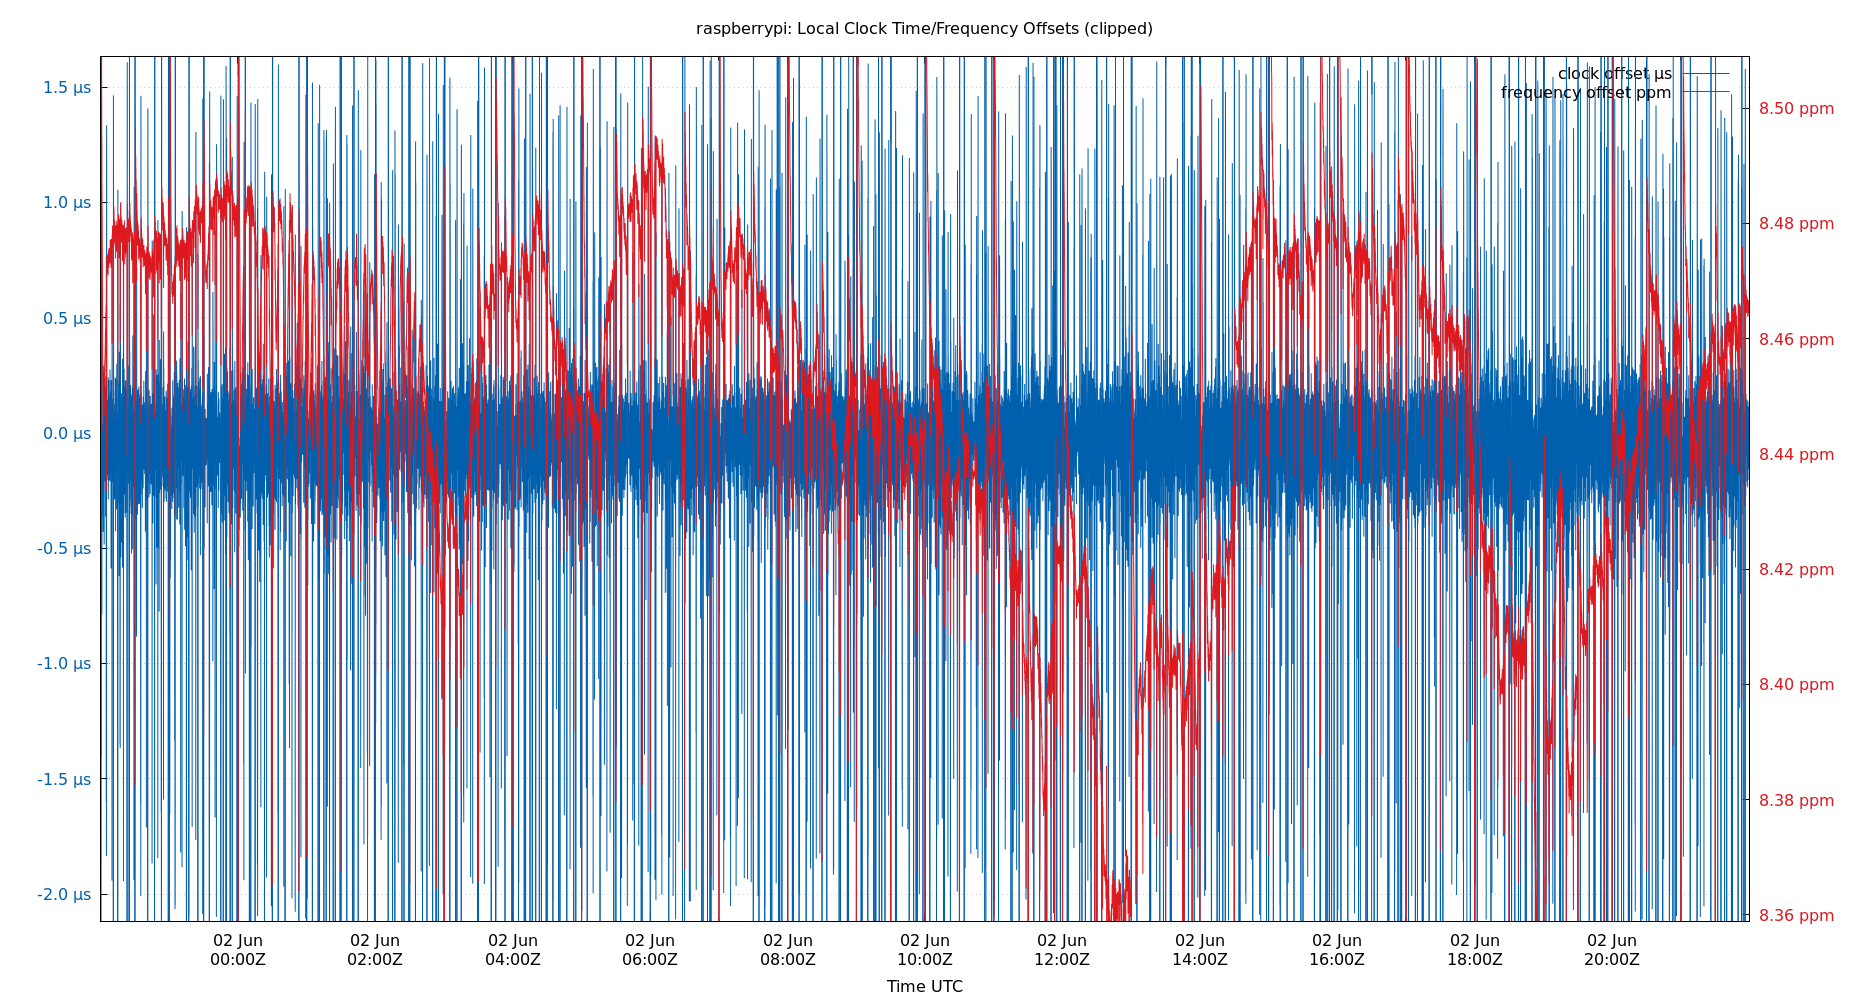 raspberrypi: Local Clock Time/Frequency Offsets (clipped)
clock offset µs
frequency offset ppm
1.5 µs
1.0 µs
0.5 µs
0.0 µs
-0.5 µs
-1.0 µs
-1.5 µs
-2.0 µs
8.50 ppm
8.48 ppm
8.46 ppm
8.44 ppm
8.42 ppm
8.40 ppm
8.38 ppm
8.36 ppm
02 Jun 02 Jun 02 Jun 02 Jun 02 Jun 02 Jun 02 Jun 02 Jun 02 Jun 02 Jun 02 Jun
00:00Z 02:00Z 04:00Z 06:00Z 08:00Z 10:00Z 12:00Z 14:00Z 16:00Z 18:00Z 20:00Z
Time UTC